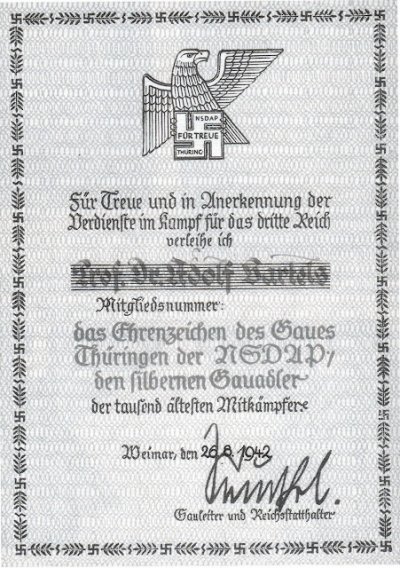 NSDAP
FÜR TREUE
THÜRING.
Für Treue und in Anerkennung der
Verdienste im Kampf für das dritte Reich
verleihe ich
Prof. Dr. Adolf Bartels
Mitgliedsnummer:
das Ehrenzeichen des Gaues
Thüringen der NSDAP,
den silbernen Gauadler
der tausend ältesten Mitkämpfer.
Weimar, den 26.8.1942
Gauleiter und Reichsstatthalter